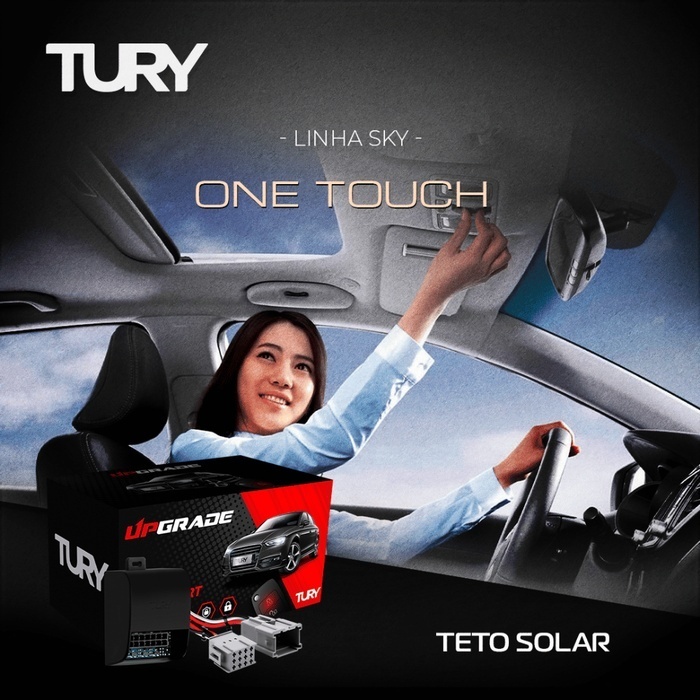 TURY
- LINHA SKY -
ONE TOUCH
UPGRADE
TURY
TURY
TETO SOLAR